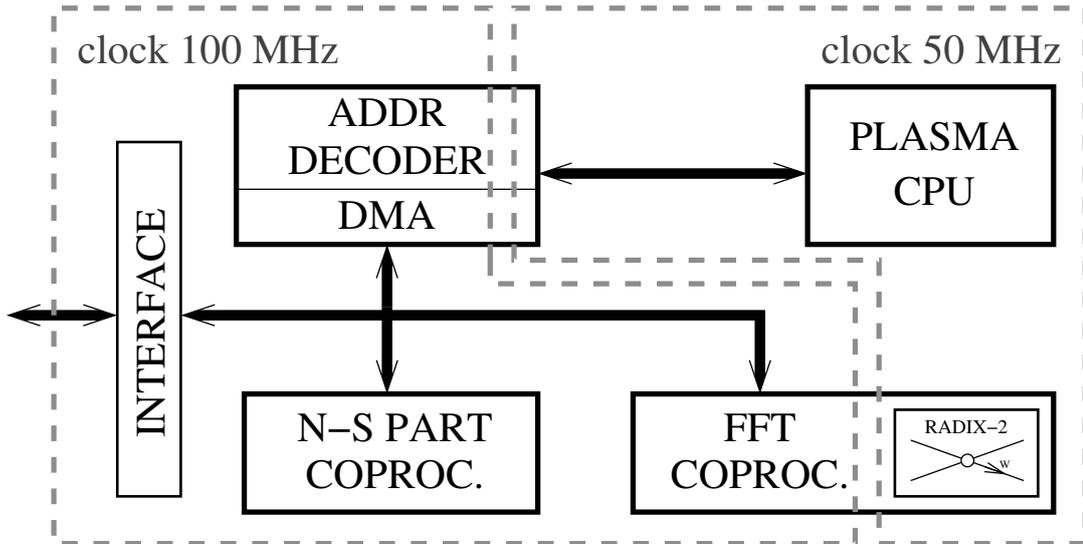 clock 100 MHz
clock 50 MHz
ADDR
DECODER
DMA
PLASMA
CPU
INTERFACE
N−S PART
COPROC.
FFT
COPROC.
RADIX−2
w